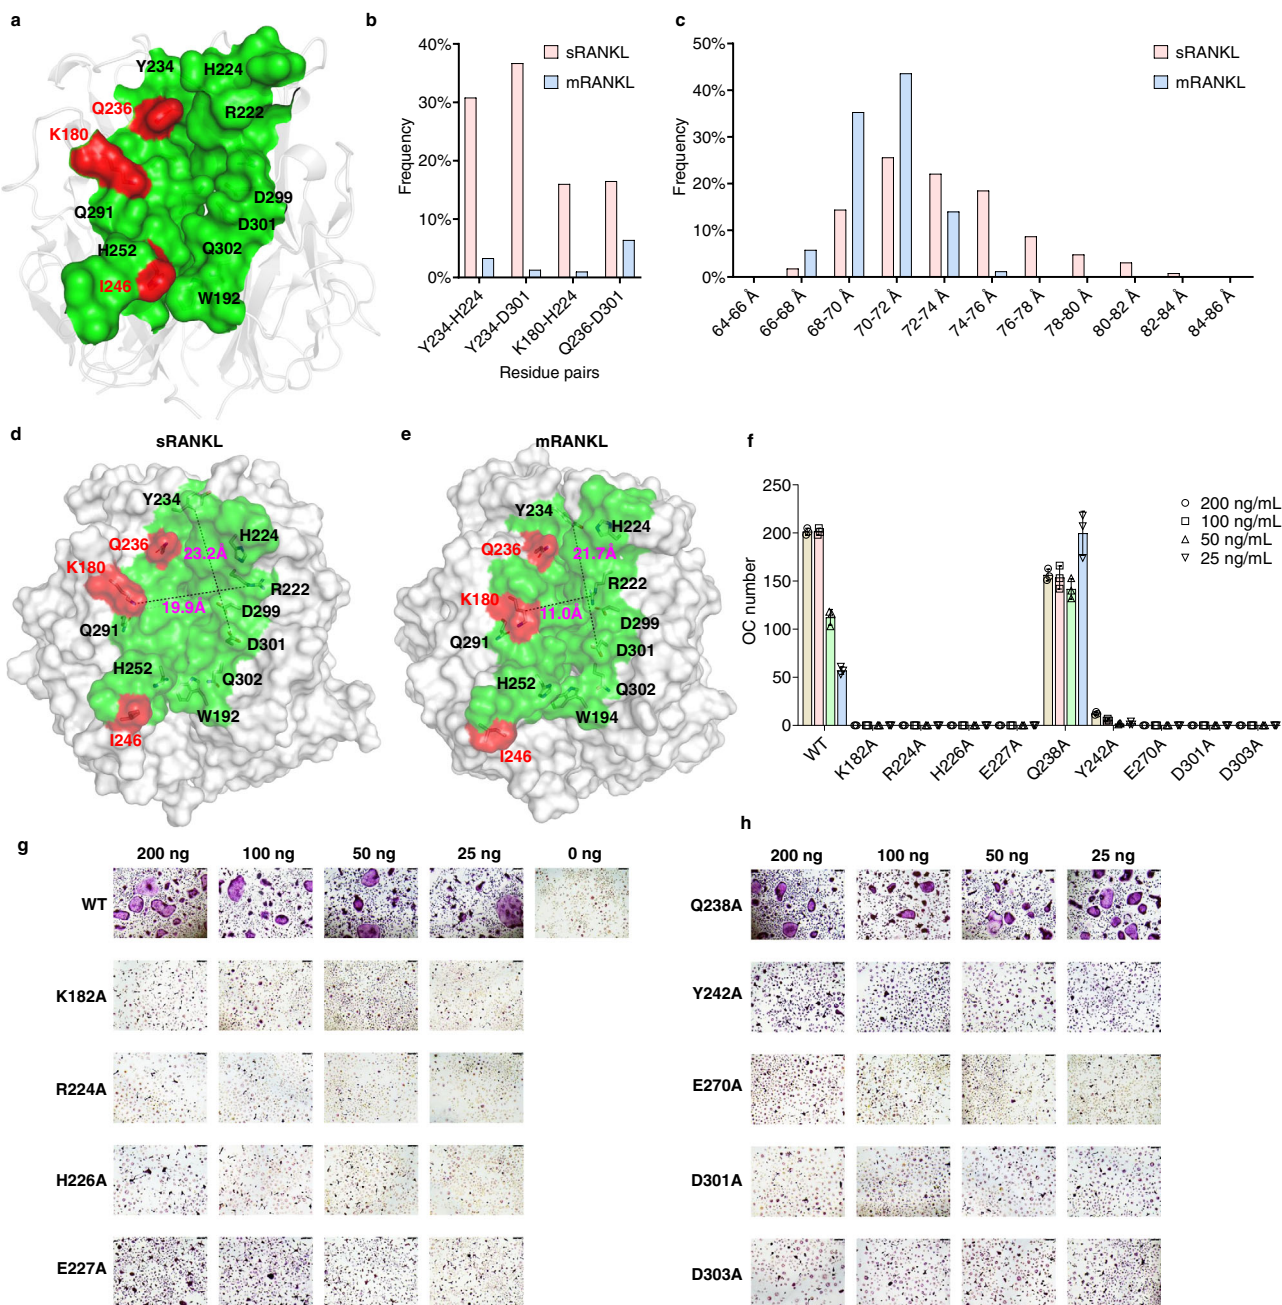 a
Y234
H224
Q236
R222
K180
Q291
D299
D301
H252
Q302
I246
W192
b
40%
30%
20%
10%
0%
Frequency
sRANKL
mRANKL
Y234-H224
Y234-D301
K180-H224
Q236-D301
Residue pairs
c
50%
40%
30%
20%
10%
0%
Frequency
sRANKL
mRANKL
64-66 Å
66-68 Å
68-70 Å
70-72 Å
72-74 Å
74-76 Å
76-78 Å
78-80 Å
80-82 Å
82-84 Å
84-86 Å
d
sRANKL
Y234
H224
Q236
23.2Å
K180
R222
19.9Å
D299
Q291
D301
H252
Q302
W192
I246
e
mRANKL
Y234
H224
Q236
21.7Å
R222
K180
11.0Å
D299
Q291
D301
H252
Q302
W194
I246
f
250
200
150
100
50
0
OC number
200 ng/mL
100 ng/mL
50 ng/mL
25 ng/mL
WT
K182A
R224A
H226A
E227A
Q238A
Y242A
E270A
D301A
D303A
g
200 ng
100 ng
50 ng
25 ng
0 ng
WT
K182A
R224A
H226A
E227A
h
200 ng
100 ng
50 ng
25 ng
Q238A
Y242A
E270A
D301A
D303A